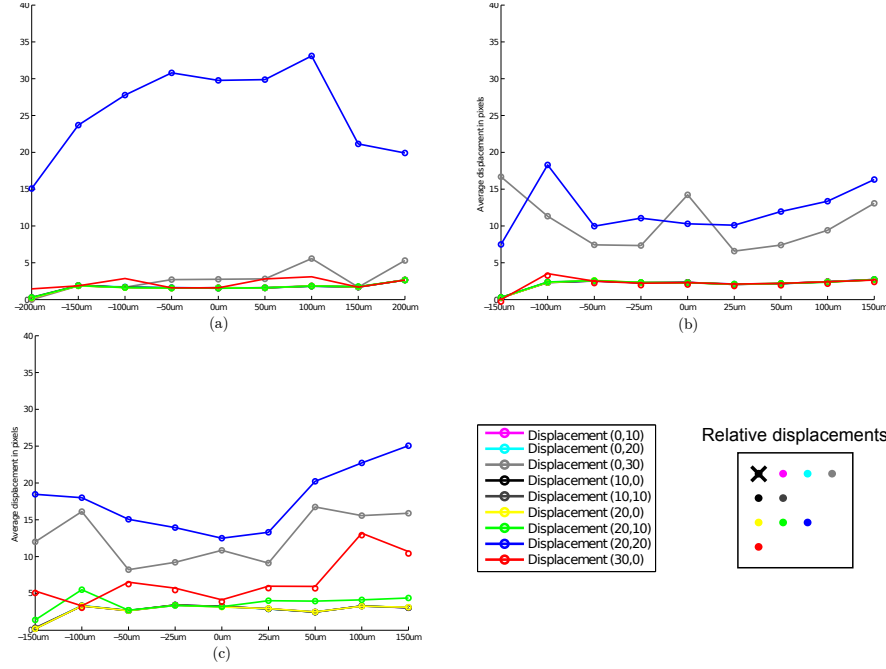 40
35
30
25
20
15
10
5
0
−200um −150um −100um −50um 0um 50um 100um 150um 200um
(a)
40
35
30
25
20
15
10
5
0
Average displacement in pixels
−150um −100um −50um −25um 0um 25um 50um 100um 150um
(b)
40
35
30
25
20
15
10
5
0
Average displacement in pixels
−150um −100um −50um −25um 0um 25um 50um 100um 150um
(c)
Displacement (0,10)
Displacement (0,20)
Displacement (0,30)
Displacement (10,0)
Displacement (10,10)
Displacement (20,0)
Displacement (20,10)
Displacement (20,20)
Displacement (30,0)
Relative displacements